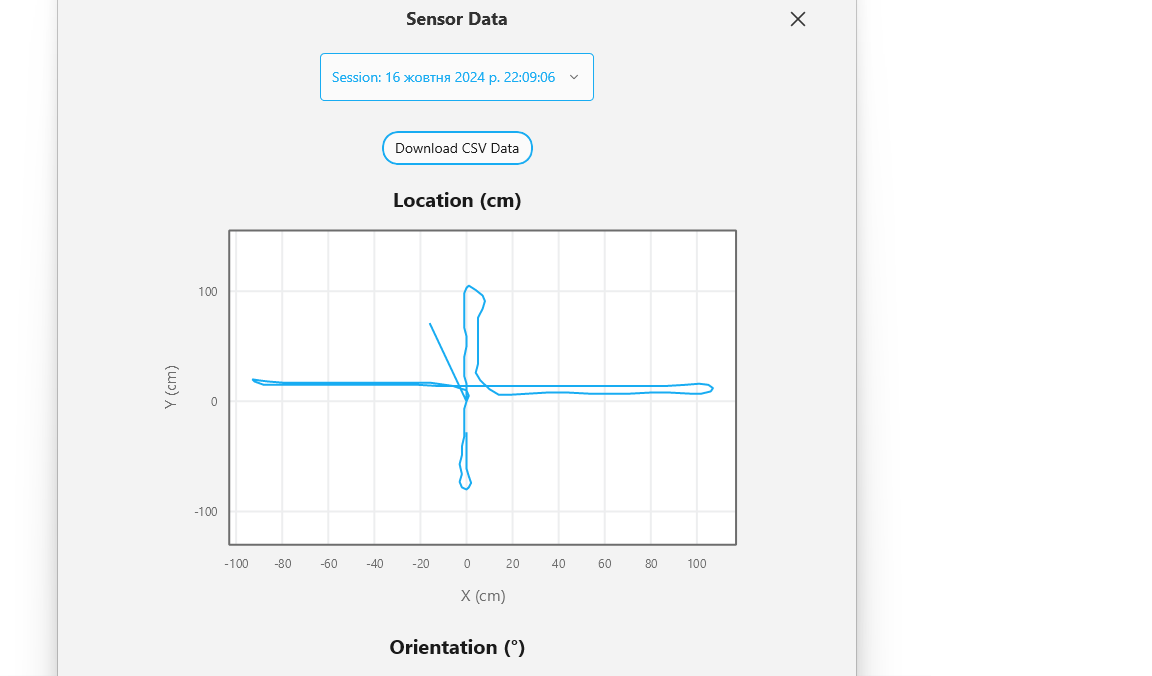 Sensor Data
Session: 16 жовтня 2024 р. 22:09:06
Download CSV Data
Location (cm)
100
0
-100
Y (cm)
-100 -80 -60 -40 -20 0 20 40 60 80 100
X (cm)
Orientation (°)